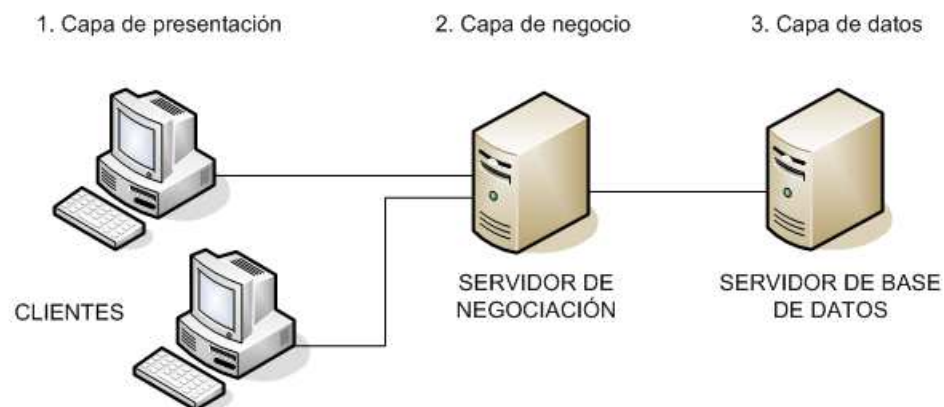 1. Capa de presentación
2. Capa de negocio
3. Capa de datos
CLIENTES
SERVIDOR DE
NEGOCIACIÓN
SERVIDOR DE BASE
DE DATOS